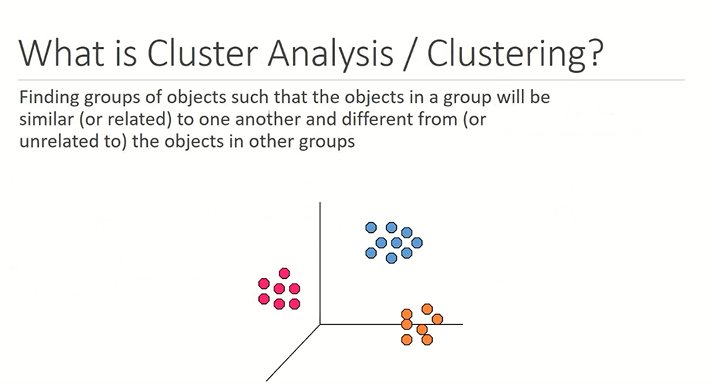 What is Cluster Analysis / Clustering?
Finding groups of objects such that the objects in a group will be
similar (or related) to one another and different from (or
unrelated to) the objects in other groups